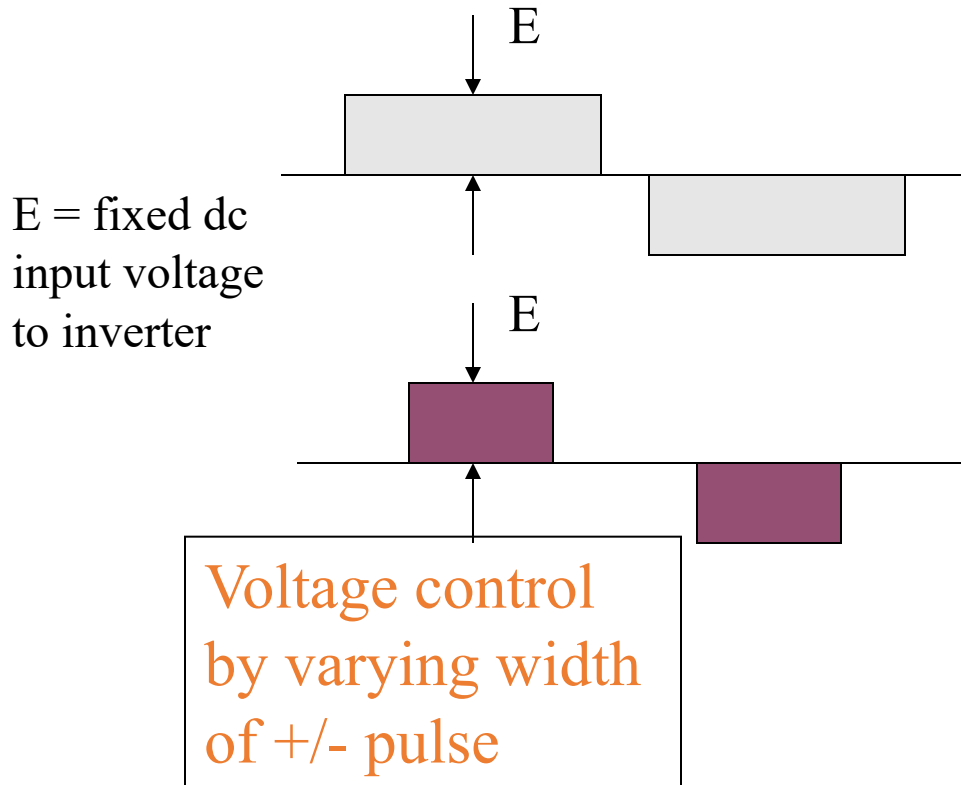 E
E = fixed dc
input voltage
to inverter
E
Voltage control
by varying width
of +/- pulse